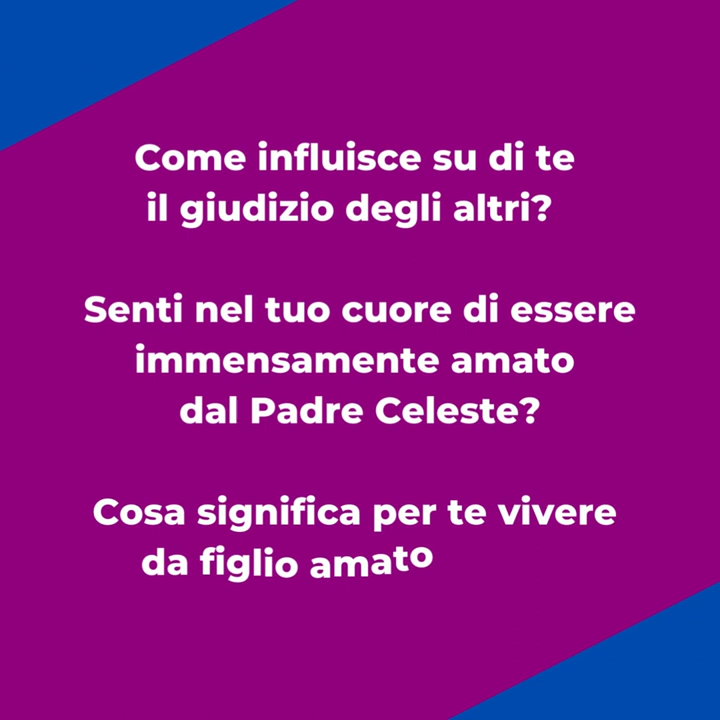 Come influisce su di te
il giudizio degli altri?
Senti nel tuo cuore di essere
immensamente amato
dal Padre Celeste?
Cosa significa per te vivere
da figlio amato